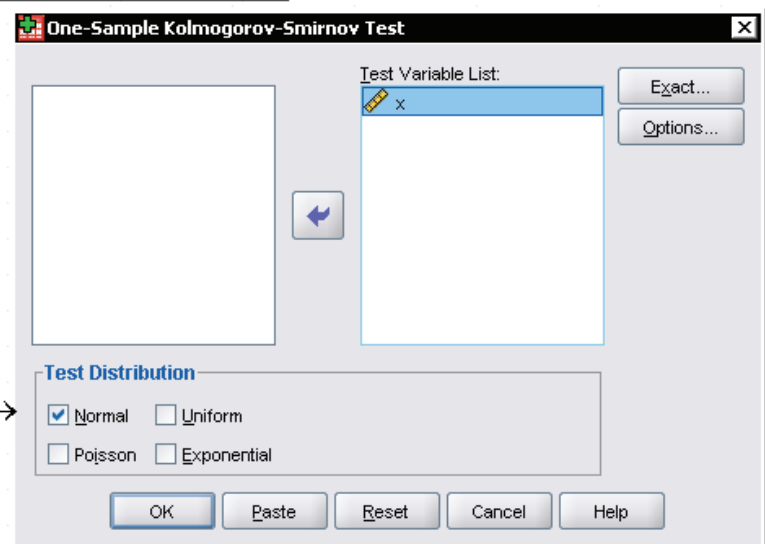 One-Sample Kolmogorov-Smirnov Test
Test Variable List:
x
Exact...
Options...
Test Distribution
Normal
Uniform
Poisson
Exponential
OK
Paste
Reset
Cancel
Help